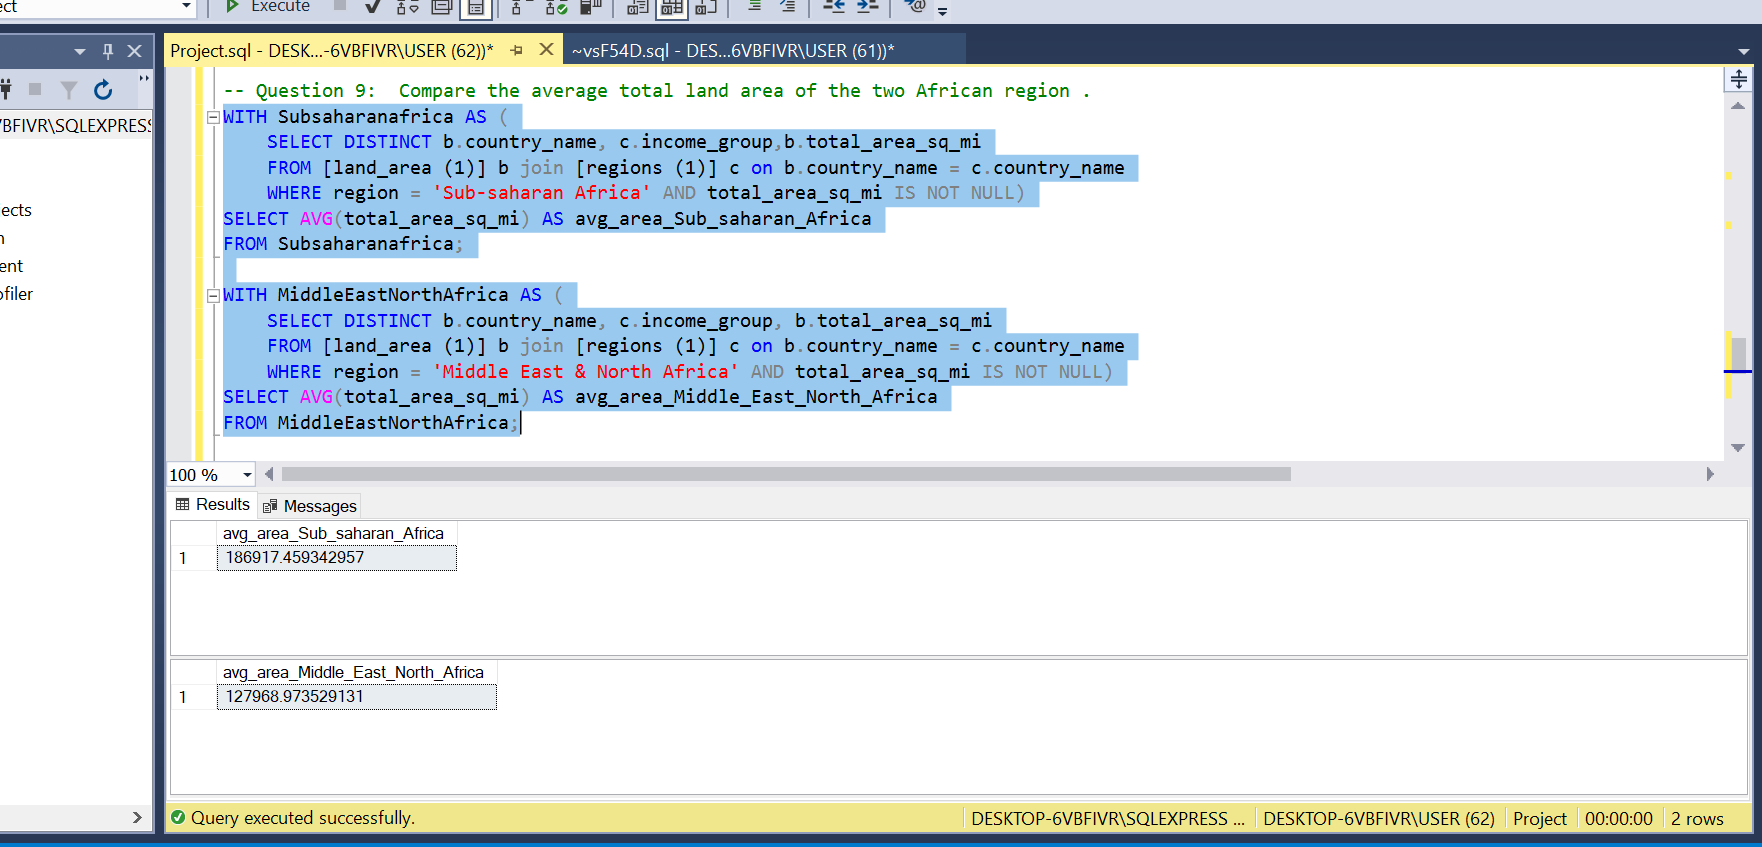 ect
Execute
Project.sql - DESK...-6VBFIVR\USER (62))*
~vsF54D.sql - DES...6VBFIVR\USER (61))*
VBFIVR\SQLEXPRESS
ects
n
ent
ofiler
-- Question 9:  Compare the average total land area of the two African region .
WITH Subsaharanafrica AS (
    SELECT DISTINCT b.country_name, c.income_group,b.total_area_sq_mi
    FROM [land_area (1)] b join [regions (1)] c on b.country_name = c.country_name
    WHERE region = 'Sub-saharan Africa' AND total_area_sq_mi IS NOT NULL)
SELECT AVG(total_area_sq_mi) AS avg_area_Sub_saharan_Africa
FROM Subsaharanafrica;
WITH MiddleEastNorthAfrica AS (
    SELECT DISTINCT b.country_name, c.income_group, b.total_area_sq_mi
    FROM [land_area (1)] b join [regions (1)] c on b.country_name = c.country_name
    WHERE region = 'Middle East & North Africa' AND total_area_sq_mi IS NOT NULL)
SELECT AVG(total_area_sq_mi) AS avg_area_Middle_East_North_Africa
FROM MiddleEastNorthAfrica;
100 %
Results
Messages
avg_area_Sub_saharan_Africa
1 186917.459342957
avg_area_Middle_East_North_Africa
1 127968.973529131
Query executed successfully.
DESKTOP-6VBFIVR\SQLEXPRESS ...
DESKTOP-6VBFIVR\USER (62)
Project
00:00:00
2 rows